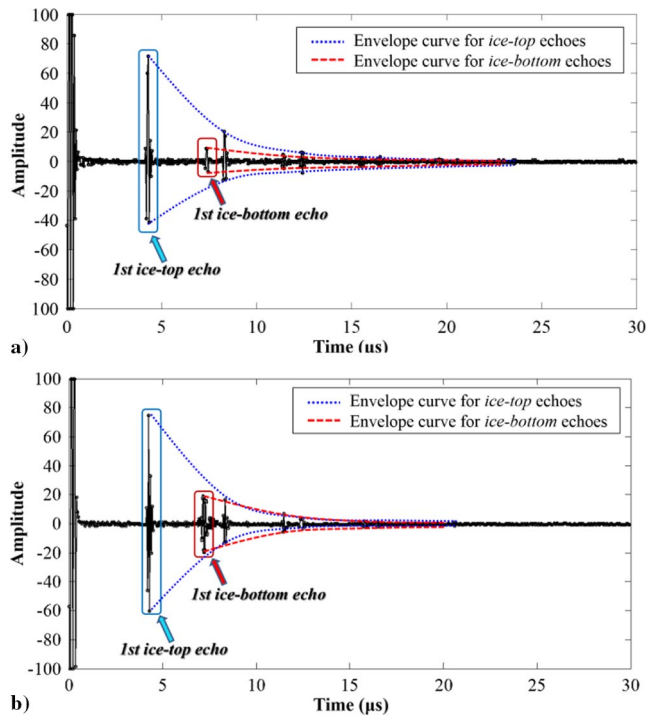 100
80
60
40
20
0
-20
-40
-60
-80
100
Amplitude
Envelope curve for ice-top echoes
Envelope curve for ice-bottom echoes
1st ice-bottom echo
1st ice-top echo
0 5 10 15 20 25 30
Time (µs)
a)
100
80
60
40
20
0
-20
-40
-60
-80
-100
Amplitude
Envelope curve for ice-top echoes
Envelope curve for ice-bottom echoes
1st ice-bottom echo
1st ice-top echo
0 5 10 15 20 25 30
Time (µs)
b)